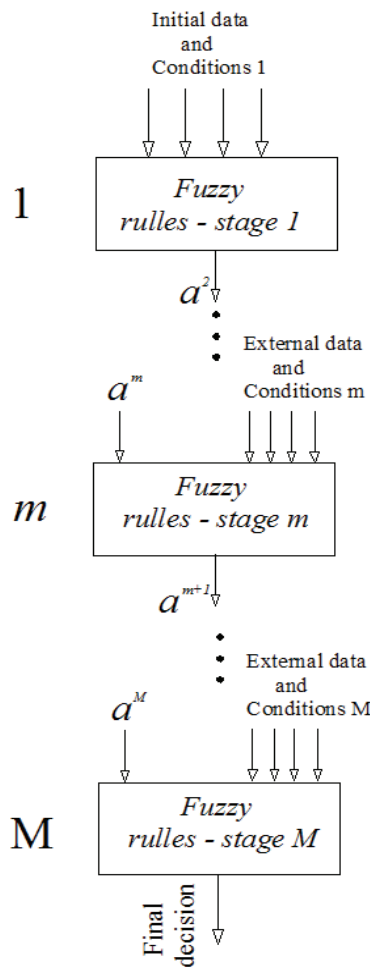 Initial data
and
Conditions 1
1
Fuzzy
rulles - stage 1
a²
External data
and
Conditions m
aᵐ
m
Fuzzy
rulles - stage m
aᵐ⁺¹
External data
and
Conditions M
aᴹ
M
Fuzzy
rulles - stage M
Final
decision